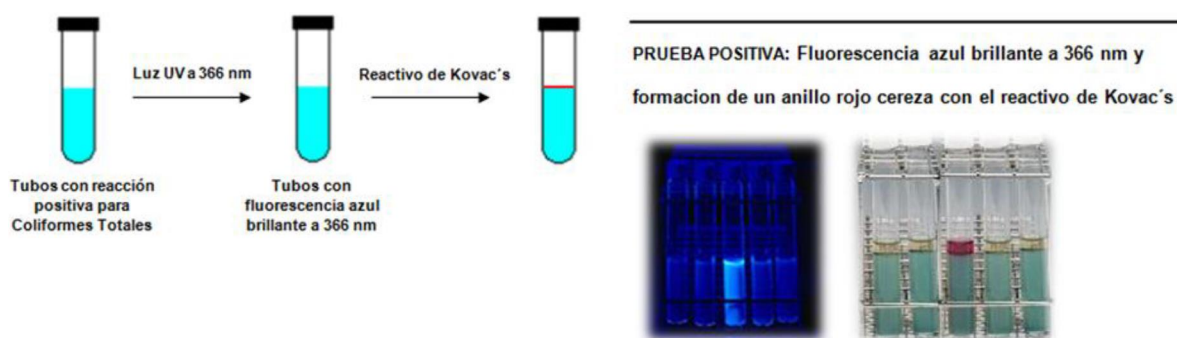 Luz UV a 366 nm
Reactivo de Kovac´s
Tubos con reacción
positiva para
Coliformes Totales
Tubos con
fluorescencia azul
brillante a 366 nm
PRUEBA POSITIVA: Fluorescencia azul brillante a 366 nm y
formacion de un anillo rojo cereza con el reactivo de Kovac´s